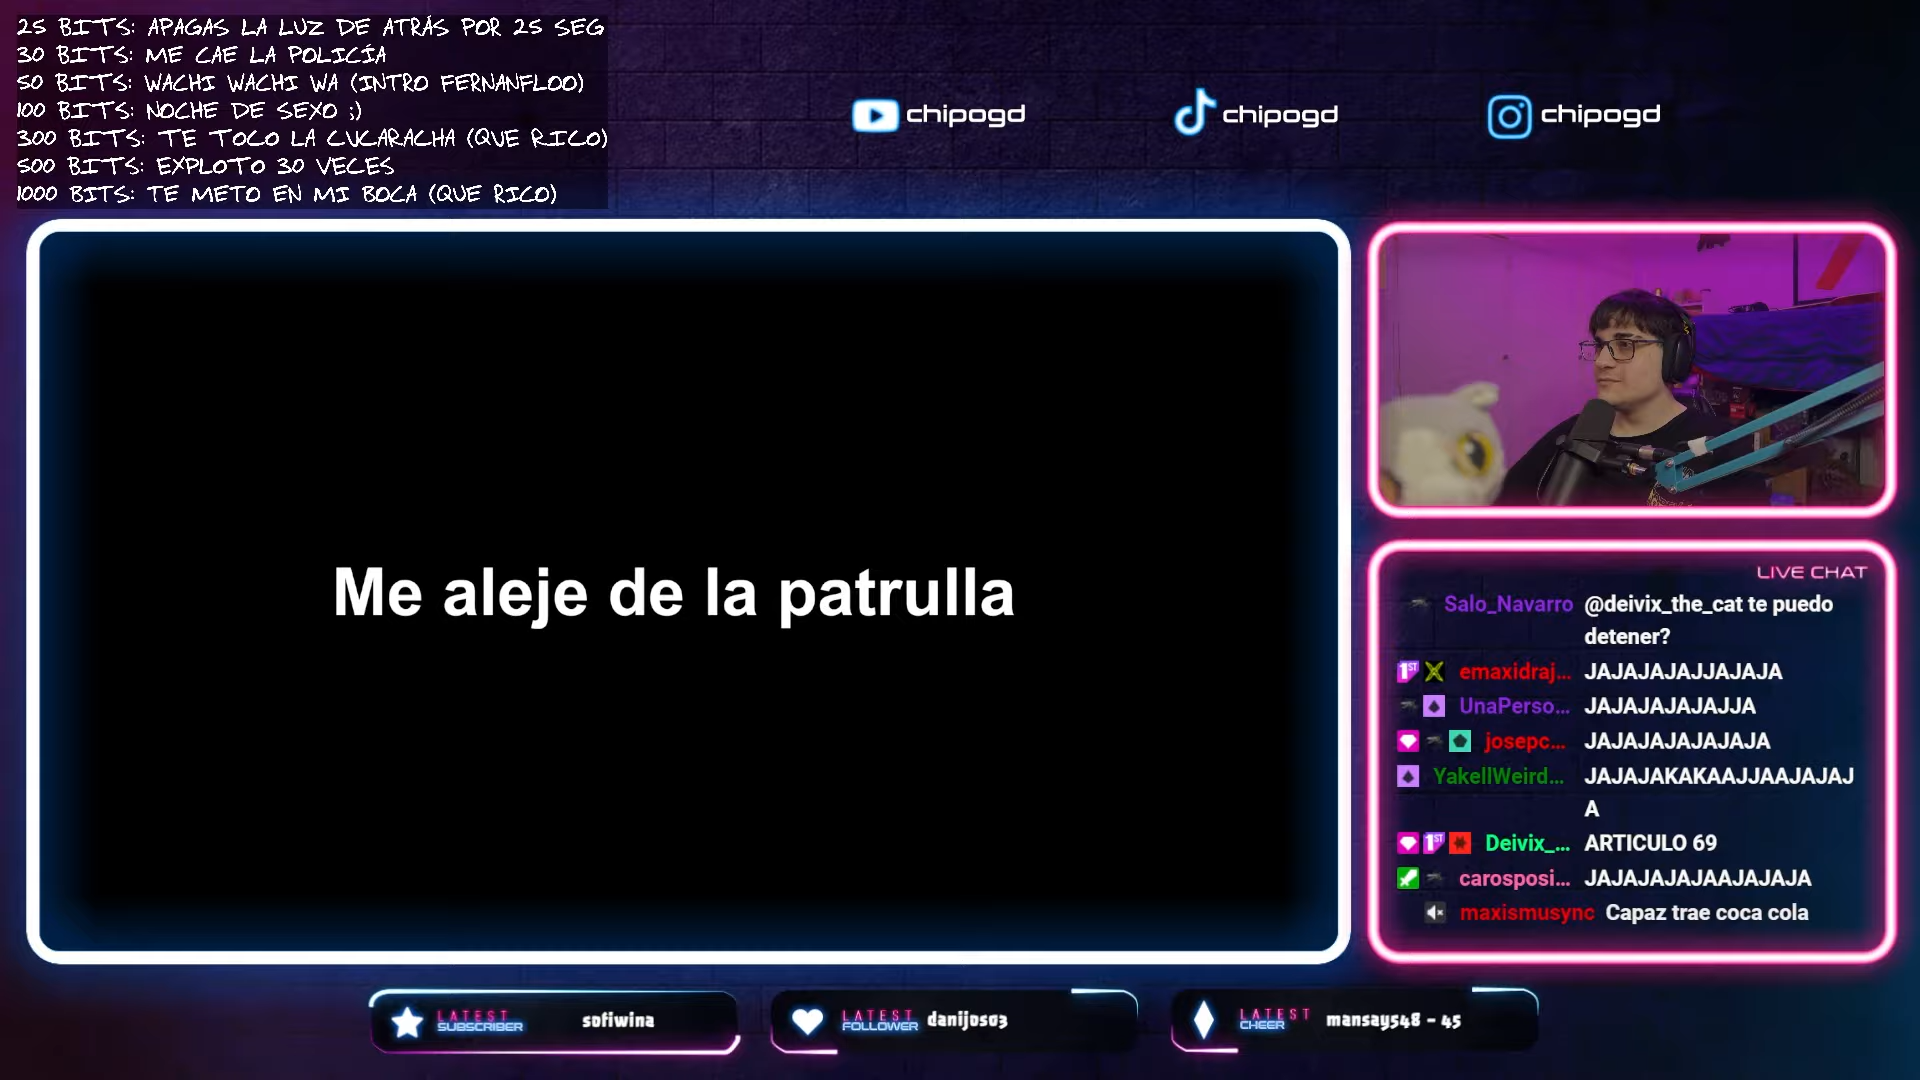 25 BITS: APAGAS LA LUZ DE ATRÁS POR 25 SEG
30 BITS: ME CAE LA POLICÍA
50 BITS: WACHI WACHI WA (INTRO FERNANFLOO)
100 BITS: NOCHE DE SEXO ;)
300 BITS: TE TOCO LA CUCARACHA (QUE RICO)
500 BITS: EXPLOTO 30 VECES
1000 BITS: TE METO EN MI BOCA (QUE RICO)
chipogd
chipogd
chipogd
Me aleje de la patrulla
LIVE CHAT
Salo_Navarro @deivix_the_cat te puedo
detener?
1ST emaxidraj... JAJAJAJAJJAJAJA
UnaPerso... JAJAJAJAJAJJA
josepc... JAJAJAJAJAJAJA
YakellWeird... JAJAJAKAKAAJJAAJAJAJ
A
1ST Deivix_... ARTICULO 69
carosposi... JAJAJAJAJAAJAJAJA
maxismusync Capaz trae coca cola
LATEST SUBSCRIBER sofiwina
LATEST FOLLOWER danijos03
LATEST CHEER mansay548 - 45